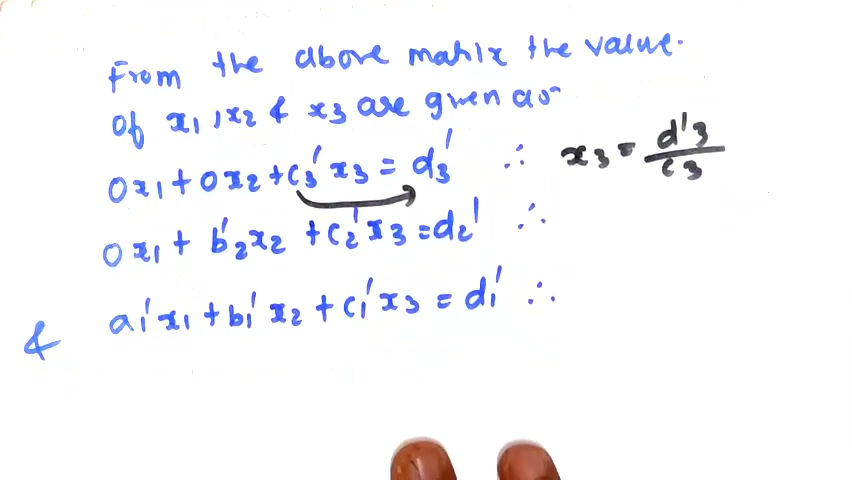 From the above matrix the value.
Of x1, x2 & x3 are given as
0x1 + 0x2 + c3' x3 = d3' ∴ x3 = d'3/c3
0x1 + b'2x2 + c2'x3 = d2' ∴
& a1'x1 + b1'x2 + c1'x3 = d1' ∴